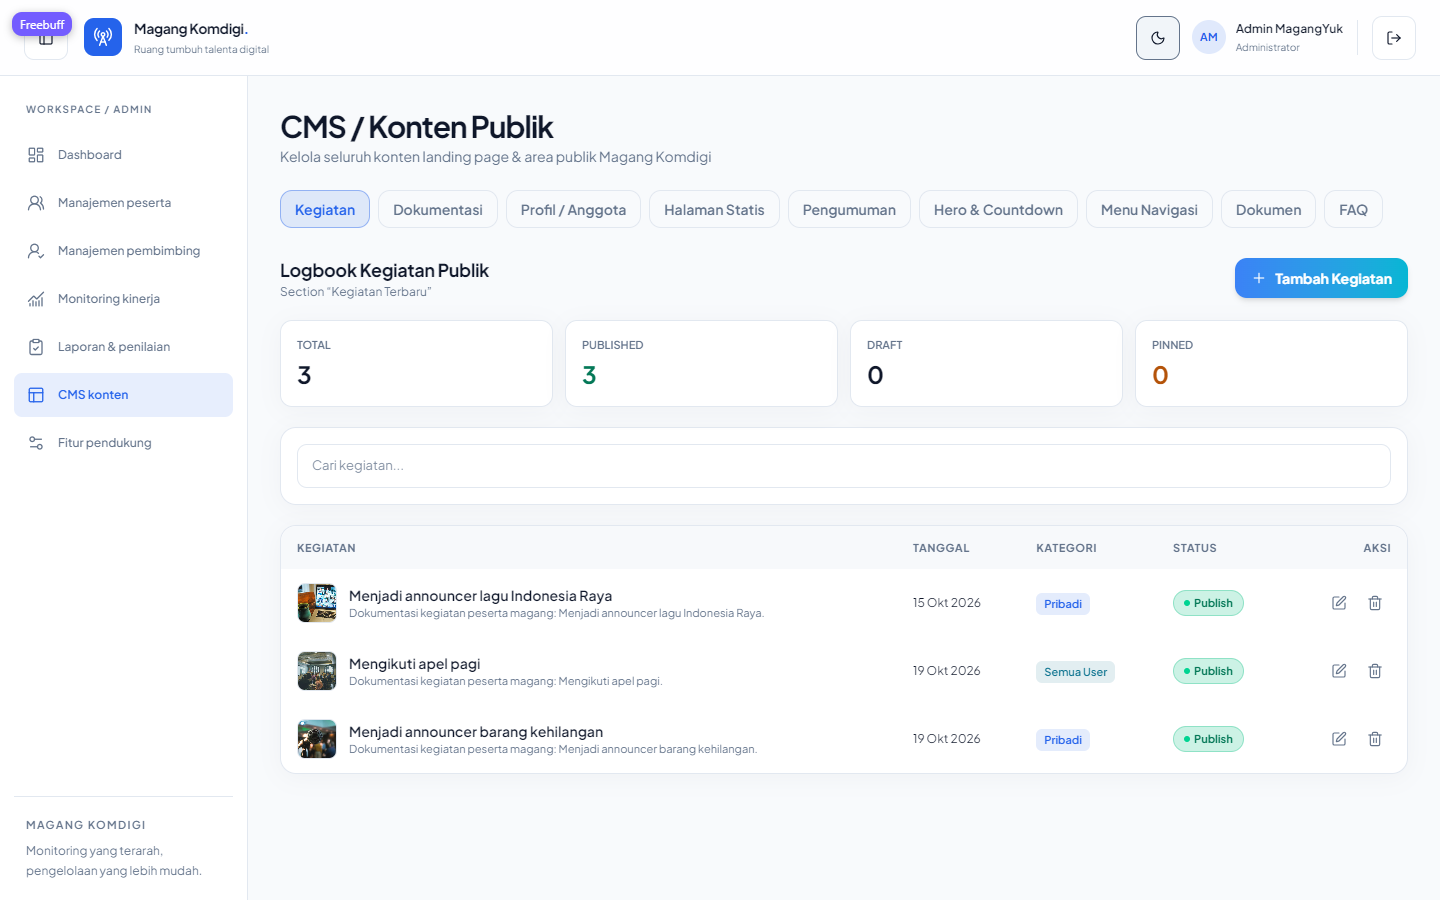 Freebuff
Magang Komdigi.
Ruang tumbuh talenta digital
AM
Admin MagangYuk
Administrator
WORKSPACE / ADMIN
Dashboard
Manajemen peserta
Manajemen pembimbing
Monitoring kinerja
Laporan & penilaian
CMS konten
Fitur pendukung
MAGANG KOMDIGI
Monitoring yang terarah,
pengelolaan yang lebih mudah.
CMS / Konten Publik
Kelola seluruh konten landing page & area publik Magang Komdigi
Kegiatan
Dokumentasi
Profil / Anggota
Halaman Statis
Pengumuman
Hero & Countdown
Menu Navigasi
Dokumen
FAQ
Logbook Kegiatan Publik
Section “Kegiatan Terbaru”
Tambah Kegiatan
TOTAL
3
PUBLISHED
3
DRAFT
0
PINNED
0
Cari kegiatan...
KEGIATAN TANGGAL KATEGORI STATUS AKSI
Menjadi announcer lagu Indonesia Raya
Dokumentasi kegiatan peserta magang: Menjadi announcer lagu Indonesia Raya.
15 Okt 2026 Pribadi Publish
Mengikuti apel pagi
Dokumentasi kegiatan peserta magang: Mengikuti apel pagi.
19 Okt 2026 Semua User Publish
Menjadi announcer barang kehilangan
Dokumentasi kegiatan peserta magang: Menjadi announcer barang kehilangan.
19 Okt 2026 Pribadi Publish